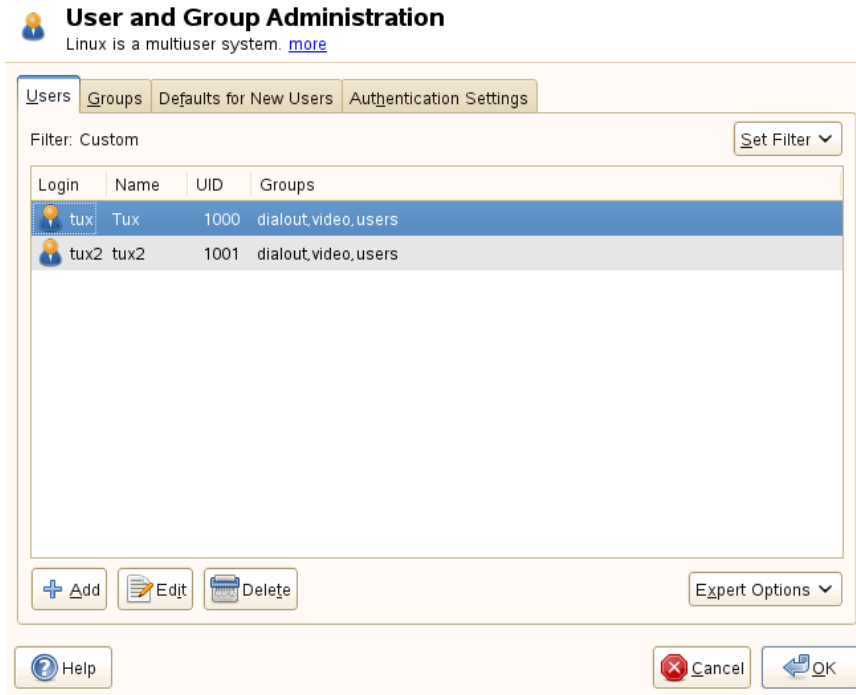 User and Group Administration
Linux is a multiuser system. more
Users Groups Defaults for New Users Authentication Settings
Filter: Custom Set Filter
Login Name UID Groups
tux Tux 1000 dialout,video,users
tux2 tux2 1001 dialout,video,users
Add Edit Delete Expert Options
Help Cancel OK